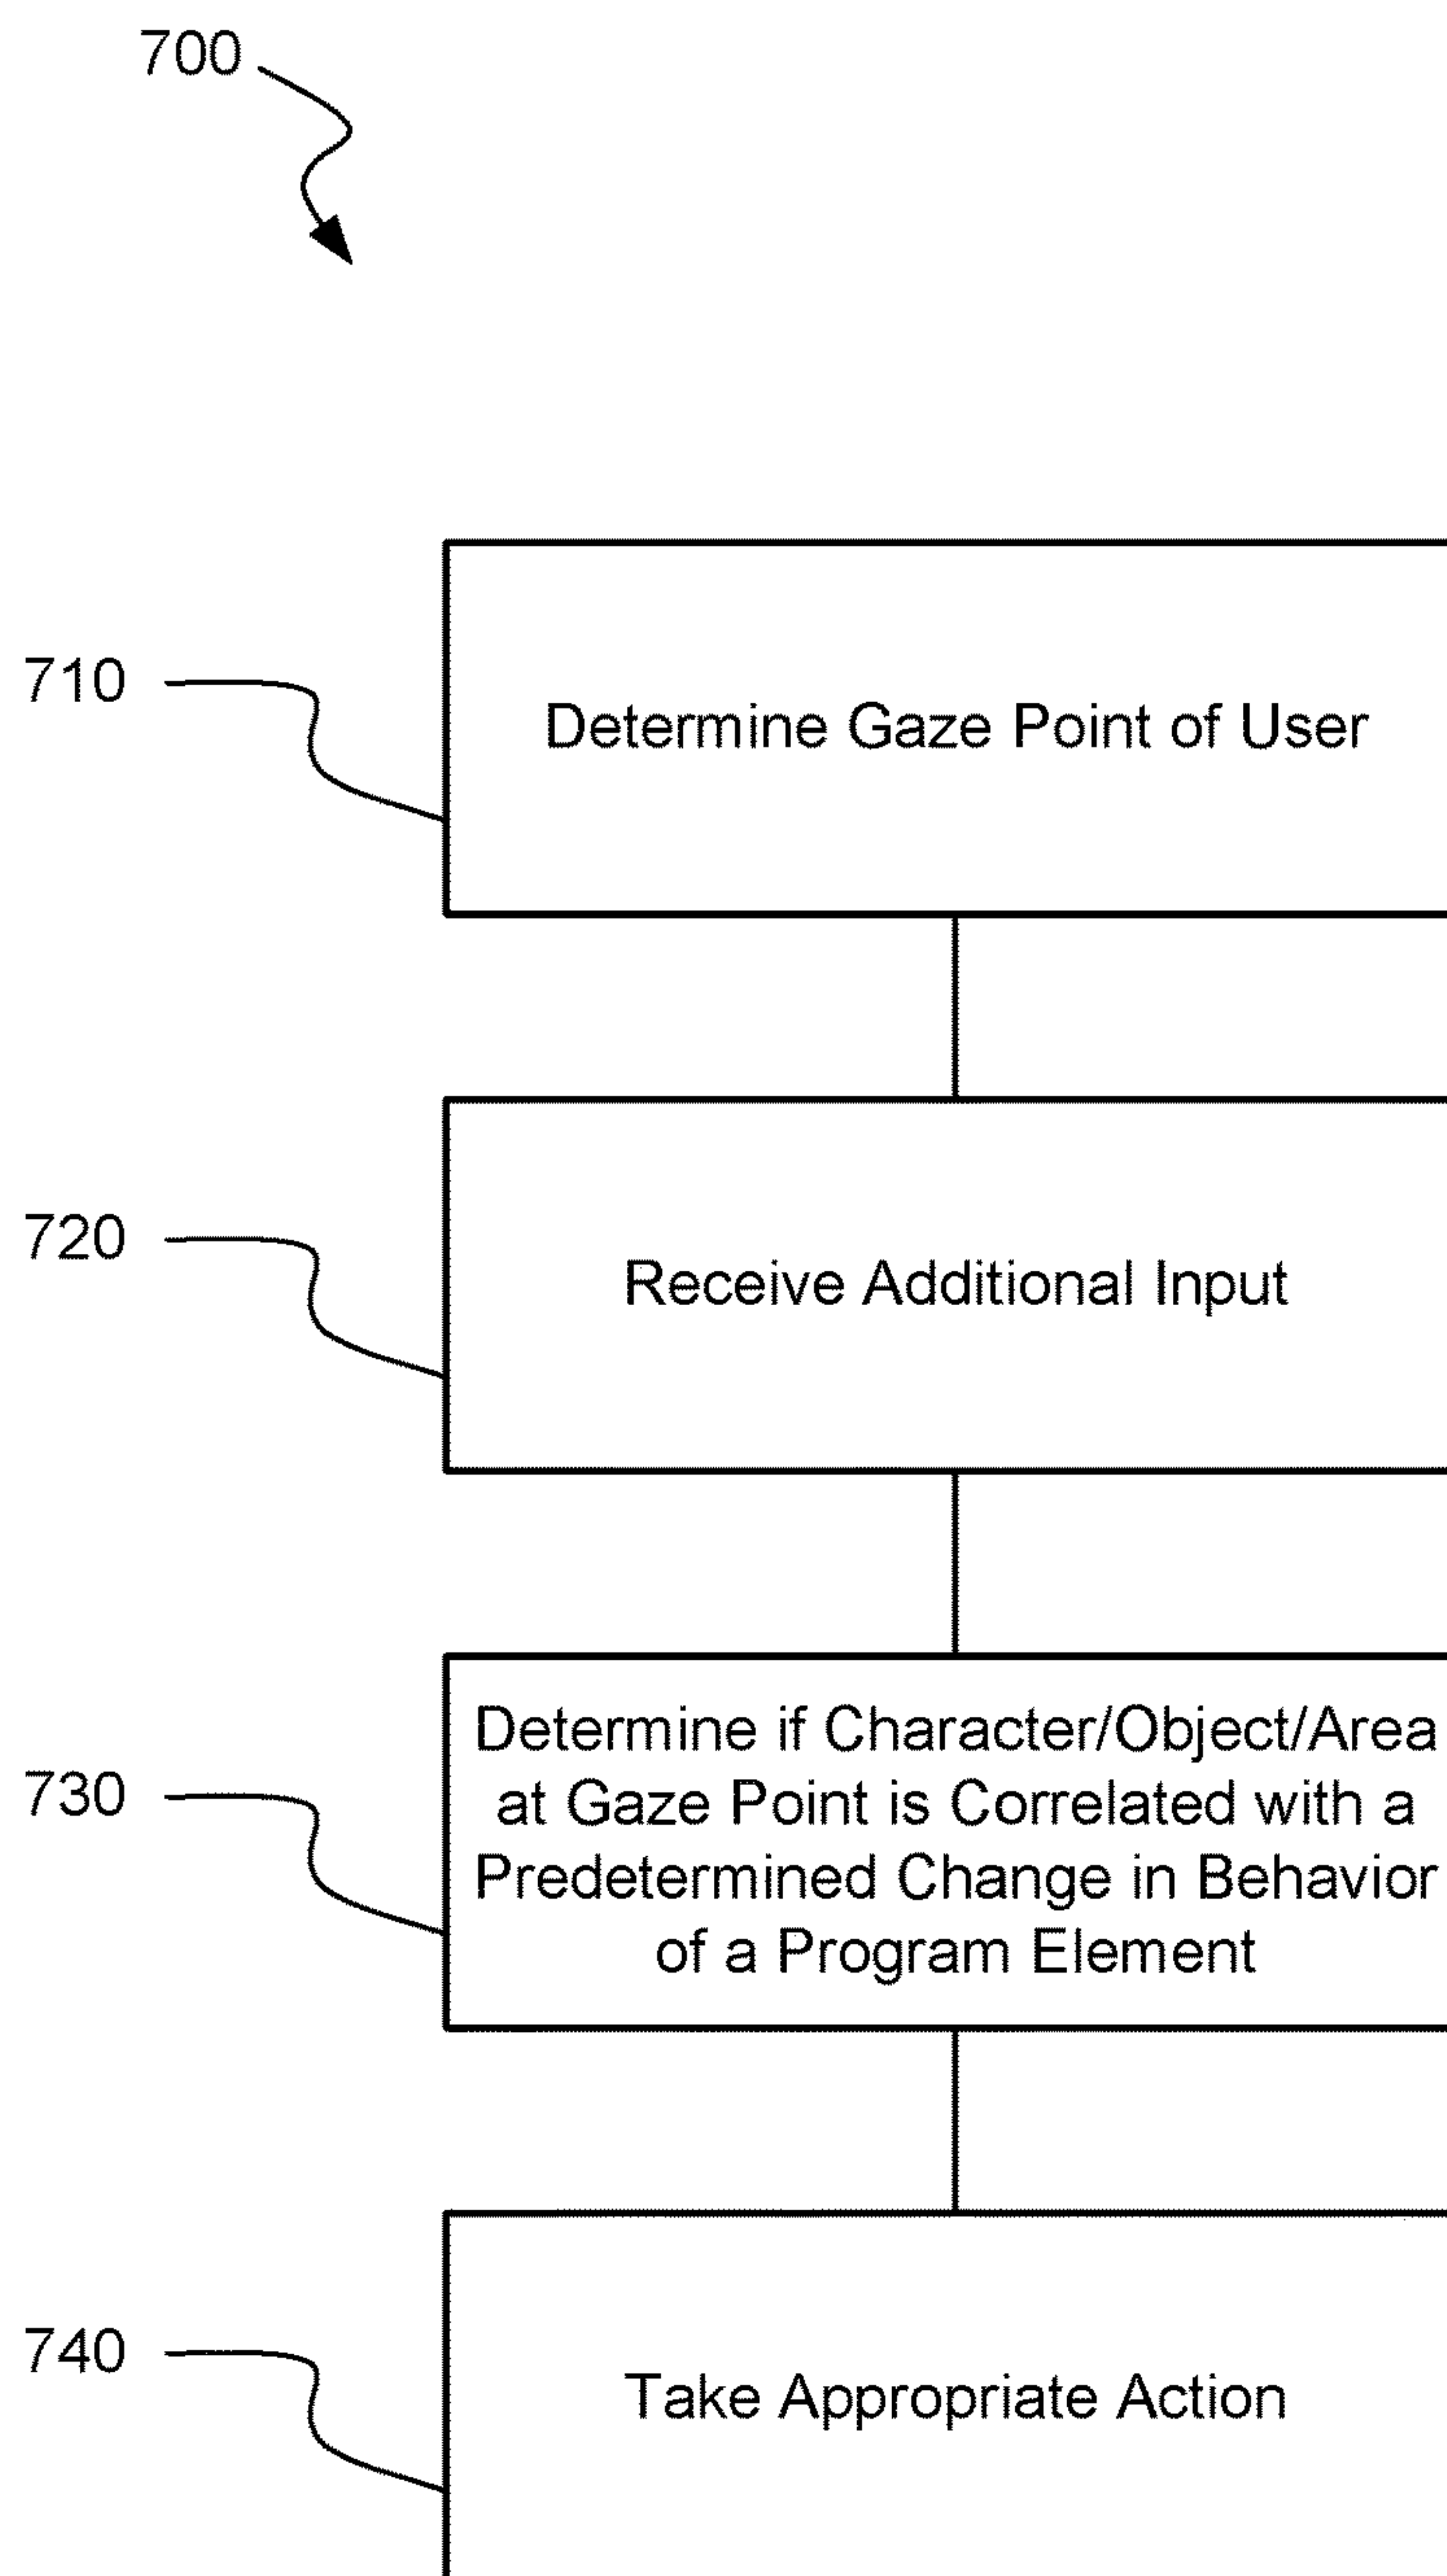 700
710
Determine Gaze Point of User
720
Receive Additional Input
730
Determine if Character/Object/Area
at Gaze Point is Correlated with a
Predetermined Change in Behavior
of a Program Element
740
Take Appropriate Action